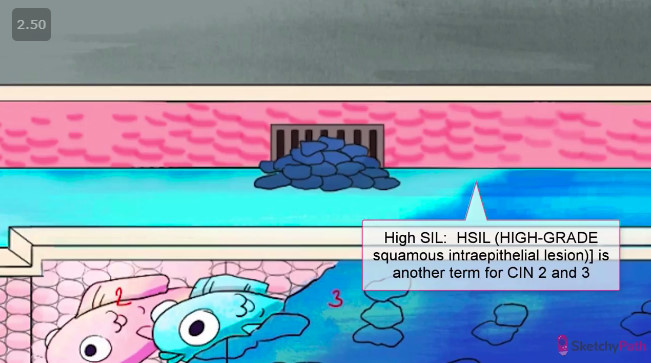 2.50
High SIL:  HSIL (HIGH-GRADE
squamous intraepithelial lesion)] is
another term for CIN 2 and 3
2
3
SketchyPath